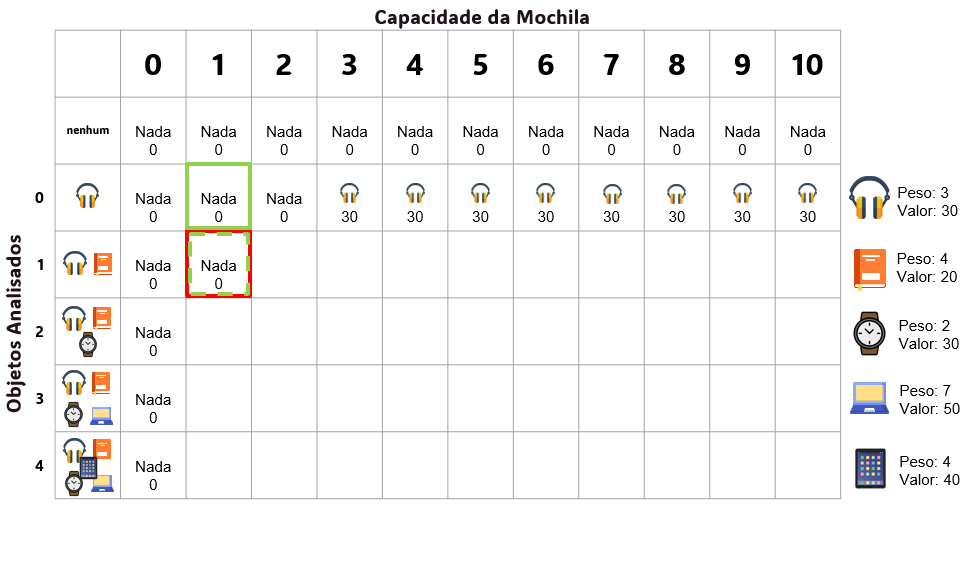 Capacidade da Mochila
0 1 2 3 4 5 6 7 8 9 10
nenhum
Nada Nada Nada Nada Nada Nada Nada Nada Nada Nada Nada
0 0 0 0 0 0 0 0 0 0 0
Objetos Analisados
0
Nada Nada Nada
0 0 0 30 30 30 30 30 30 30 30
1
Nada Nada
0 0
2
Nada
0
3
Nada
0
4
Nada
0
Peso: 3
Valor: 30
Peso: 4
Valor: 20
Peso: 2
Valor: 30
Peso: 7
Valor: 50
Peso: 4
Valor: 40